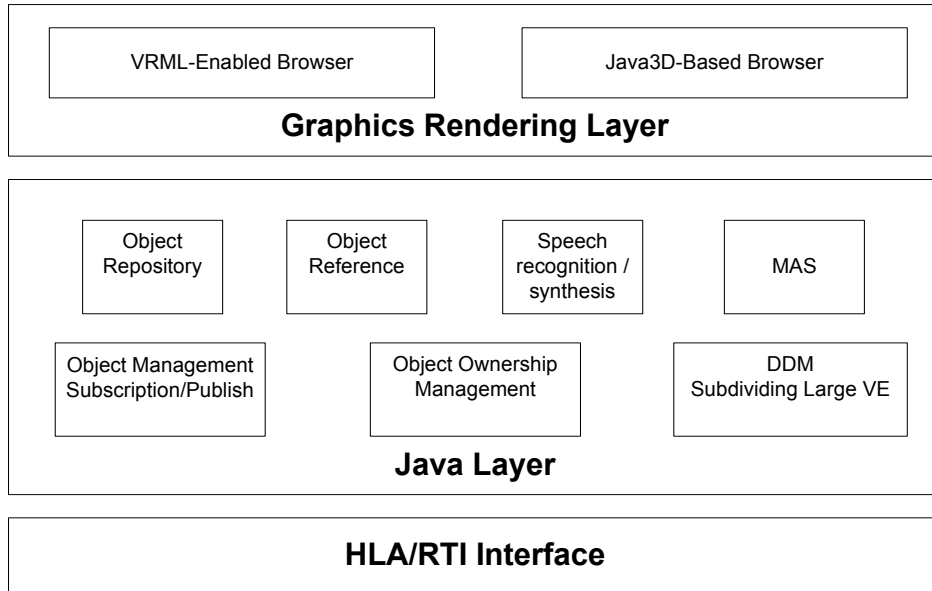 VRML-Enabled Browser
Java3D-Based Browser
Graphics Rendering Layer
Object
Repository
Object
Reference
Speech
recognition /
synthesis
MAS
Object Management
Subscription/Publish
Object Ownership
Management
DDM
Subdividing Large VE
Java Layer
HLA/RTI Interface